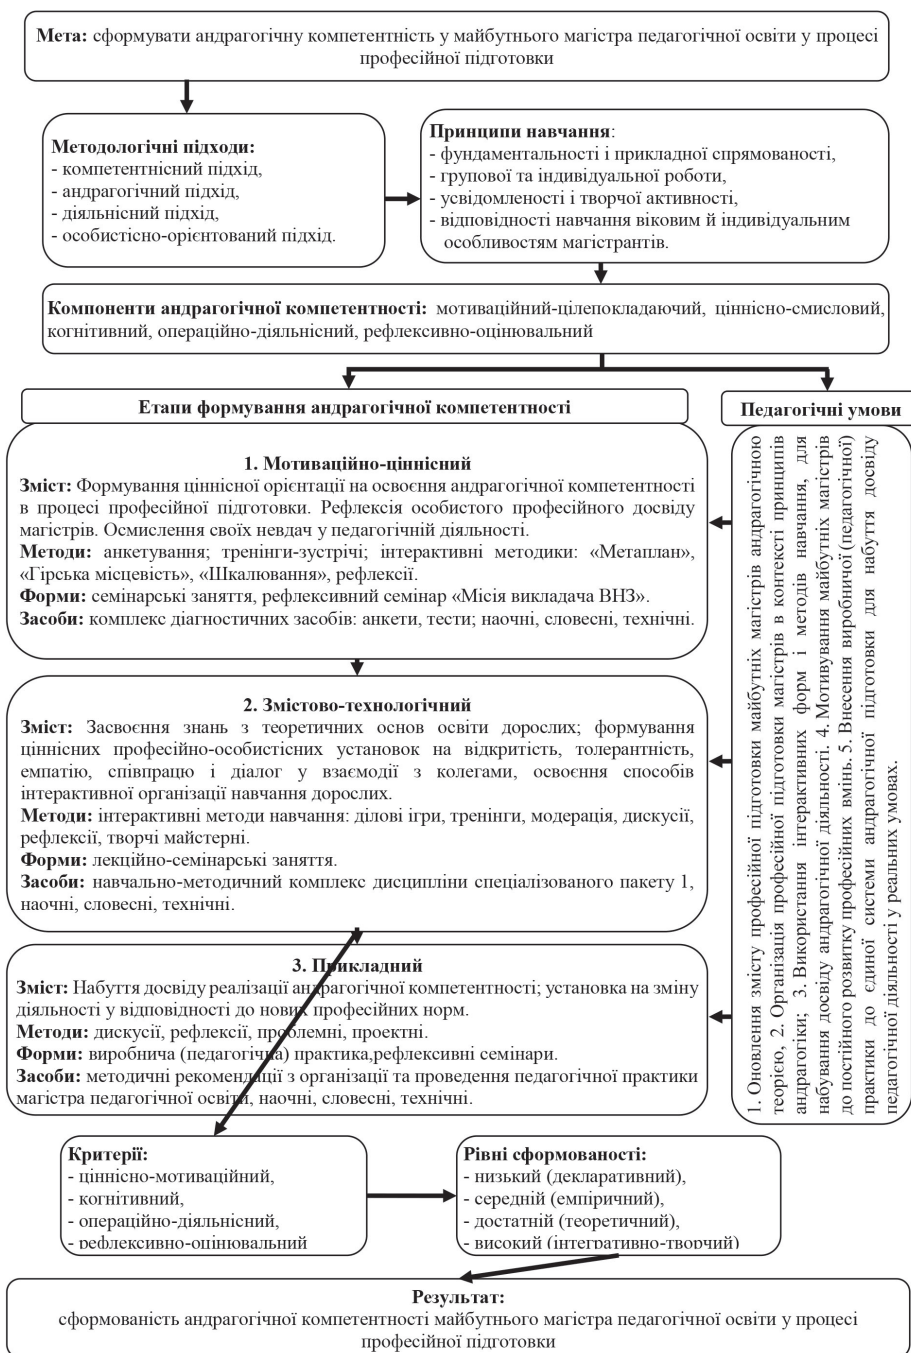 Мета: сформувати андрагогічну компетентність у майбутнього магістра педагогічної освіти у процесі
професійної підготовки
Методологічні підходи:
- компетентнісний підхід,
- андрагогічний підхід,
- діяльнісний підхід,
- особистісно-орієнтований підхід.
Принципи навчання:
- фундаментальності і прикладної спрямованості,
- групової та індивідуальної роботи,
- усвідомленості і творчої активності,
- відповідності навчання віковим й індивідуальним
особливостям магістрантів.
Компоненти андрагогічної компетентності: мотиваційний-цілепокладаючий, ціннісно-смисловий,
когнітивний, операційно-діяльнісний, рефлексивно-оцінювальний
Етапи формування андрагогічної компетентності
1. Мотиваційно-ціннісний
Зміст: Формування ціннісної орієнтації на освоєння андрагогічної компетентності
в процесі професійної підготовки. Рефлексія особистого професійного досвіду
магістрів. Осмислення своїх невдач у педагогічній діяльності.
Методи: анкетування; тренінги-зустрічі; інтерактивні методики: «Метаплан»,
«Гірська місцевість», «Шкалювання», рефлексії.
Форми: семінарські заняття, рефлексивний семінар «Місія викладача ВНЗ».
Засоби: комплекс діагностичних засобів: анкети, тести; наочні, словесні, технічні.
2. Змістово-технологічний
Зміст: Засвоєння знань з теоретичних основ освіти дорослих; формування
ціннісних професійно-особистісних установок на відкритість, толерантність,
емпатію, співпрацю і діалог у взаємодії з колегами, освоєння способів
інтерактивної організації навчання дорослих.
Методи: інтерактивні методи навчання: ділові ігри, тренінги, модерація, дискусії,
рефлексії, творчі майстерні.
Форми: лекційно-семінарські заняття.
Засоби: навчально-методичний комплекс дисципліни спеціалізованого пакету 1,
наочні, словесні, технічні.
3. Прикладний
Зміст: Набуття досвіду реалізації андрагогічної компетентності; установка на зміну
діяльності у відповідності до нових професійних норм.
Методи: дискусії, рефлексії, проблемні, проектні.
Форми: виробнича (педагогічна) практика,рефлексивні семінари.
Засоби: методичні рекомендації з організації та проведення педагогічної практики
магістра педагогічної освіти, наочні, словесні, технічні.
Педагогічні умови
1. Оновлення змісту професійної підготовки майбутніх магістрів андрагогічною
теорією, 2. Організація професійної підготовки магістрів в контексті принципів
андрагогіки; 3. Використання інтерактивних форм і методів навчання, для
набування досвіду андрагогічної діяльності. 4. Мотивування майбутніх магістрів
до постійного розвитку професійних вмінь. 5. Внесення виробничої (педагогічної)
практики до єдиної системи андрагогічної підготовки для набуття досвіду
педагогічної діяльності у реальних умовах.
Критерії:
- ціннісно-мотиваційний,
- когнітивний,
- операційно-діяльнісний,
- рефлексивно-оцінювальний
Рівні сформованості:
- низький (декларативний),
- середній (емпіричний),
- достатній (теоретичний),
- високий (інтегративно-творчий)
Результат:
сформованість андрагогічної компетентності майбутнього магістра педагогічної освіти у процесі
професійної підготовки